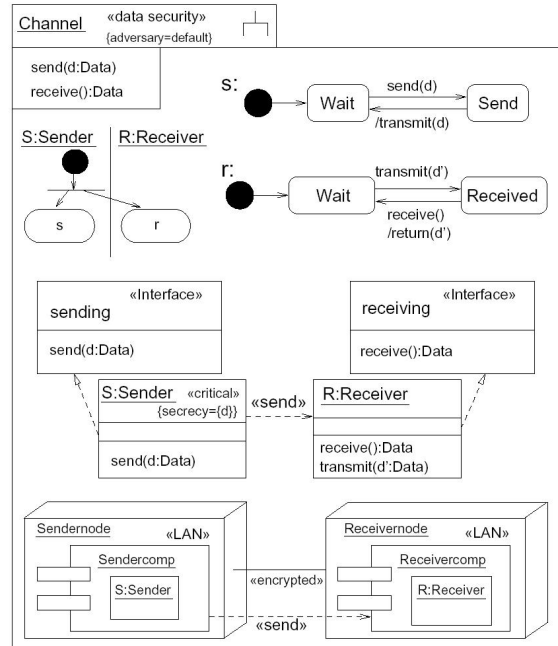 Channel «data security»
{adversary=default}
send(d:Data)
receive():Data
s:
Wait
send(d)
/transmit(d)
Send
S:Sender
R:Receiver
s
r
r:
Wait
transmit(d')
receive()
/return(d')
Received
«Interface»
sending
send(d:Data)
«Interface»
receiving
receive():Data
S:Sender «critical»
{secrecy={d}}
send(d:Data)
«send»
R:Receiver
receive():Data
transmit(d':Data)
Sendernode
«LAN»
Sendercomp
S:Sender
«encrypted»
«send»
Receivernode
«LAN»
Receivercomp
R:Receiver